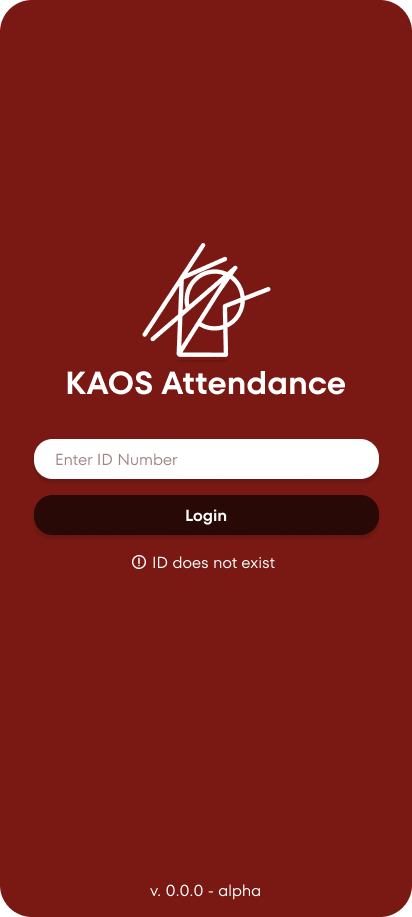 KAOS Attendance
Enter ID Number
Login
ID does not exist
v. 0.0.0 - alpha